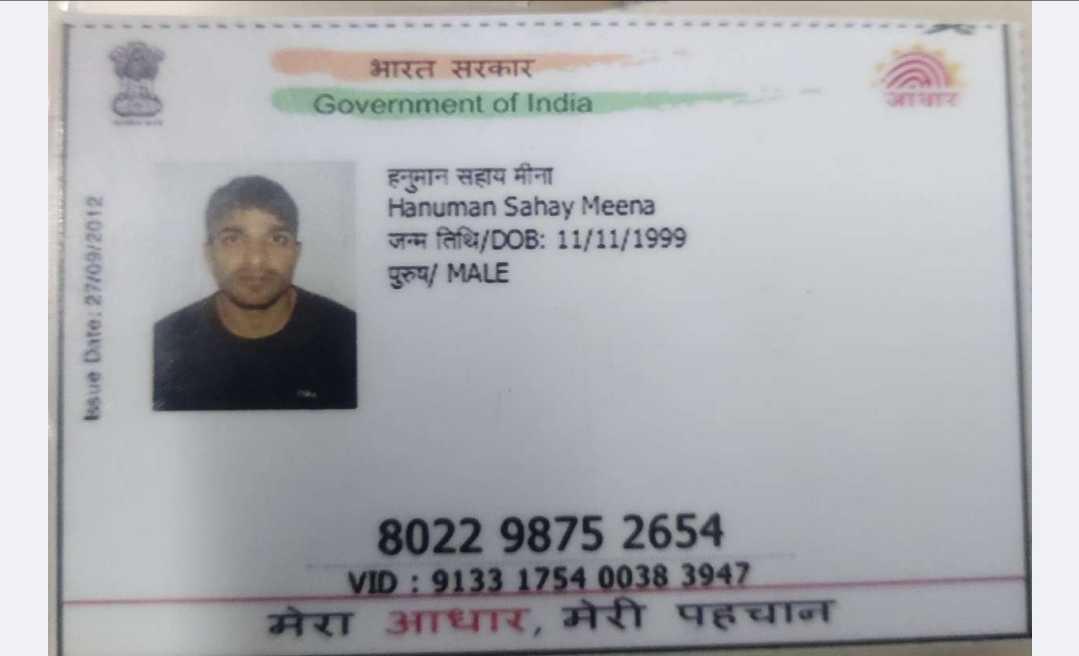 भारत सरकार
Government of India
आधार
हनुमान सहाय मीना
Hanuman Sahay Meena
जन्म तिथि/DOB: 11/11/1999
पुरुष/ MALE
Issue Date: 27/09/2012
8022 9875 2654
VID : 9133 1754 0038 3947
मेरा आधार, मेरी पहचान